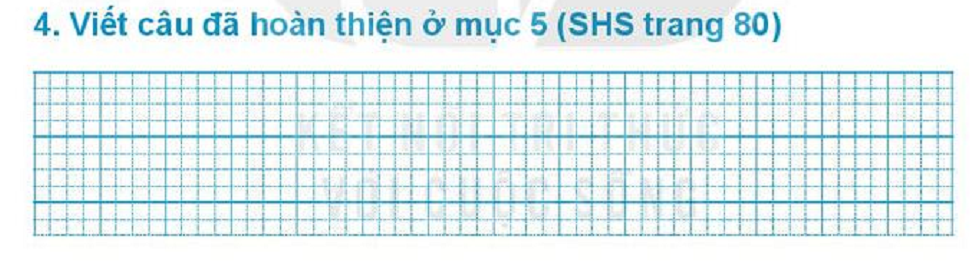 4. Viết câu đã hoàn thiện ở mục 5 (SHS trang 80)
KẾT NỐI TRI THỨC
VỚI CUỘC SỐNG